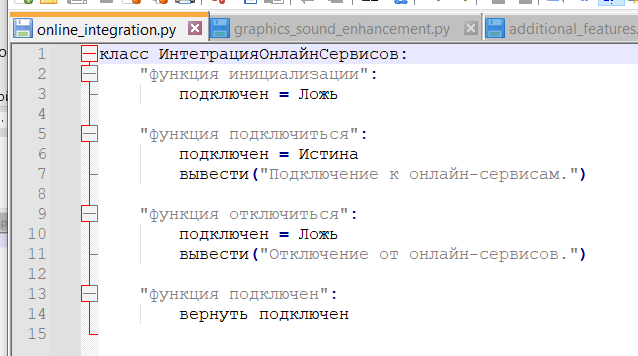 online_integration.py graphics_sound_enhancement.py additional_features.
1 класс ИнтеграцияОнлайнСервисов:
2 "функция инициализации":
3 подключен = Ложь
4
5 "функция подключиться":
6 подключен = Истина
7 вывести("Подключение к онлайн-сервисам.")
8
9 "функция отключиться":
10 подключен = Ложь
11 вывести("Отключение от онлайн-сервисов.")
12
13 "функция подключен":
14 вернуть подключен
15